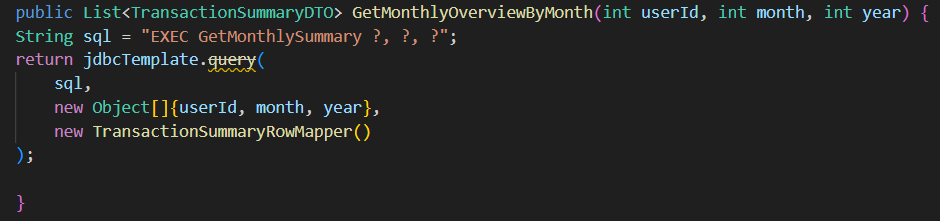 public List<TransactionSummaryDTO> GetMonthlyOverviewByMonth(int userId, int month, int year) {
String sql = "EXEC GetMonthlySummary ?, ?, ?";
return jdbcTemplate.query(
    sql,
    new Object[]{userId, month, year},
    new TransactionSummaryRowMapper()
);
}